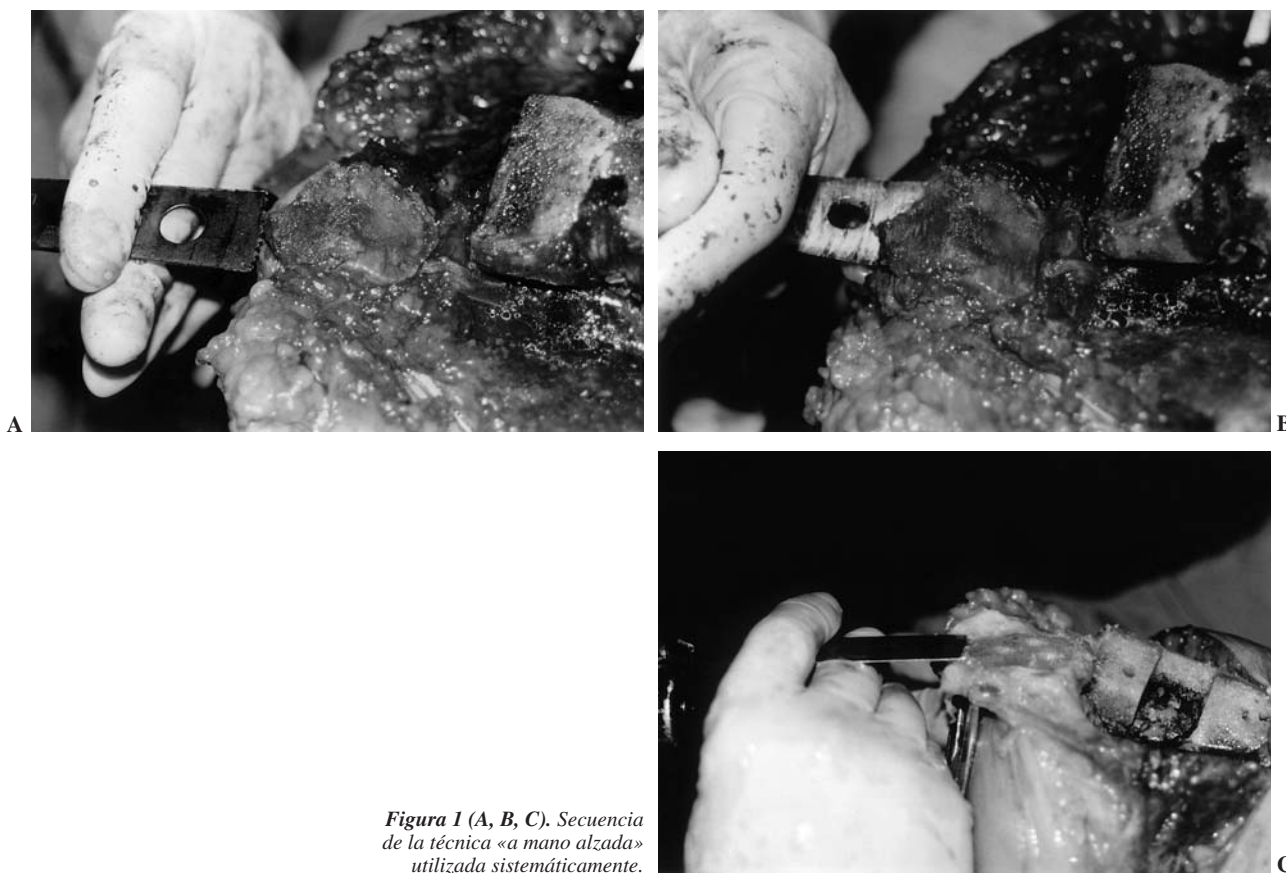 A
B
Figura 1 (A, B, C). Secuencia
de la técnica «a mano alzada»
utilizada sistemáticamente.
C